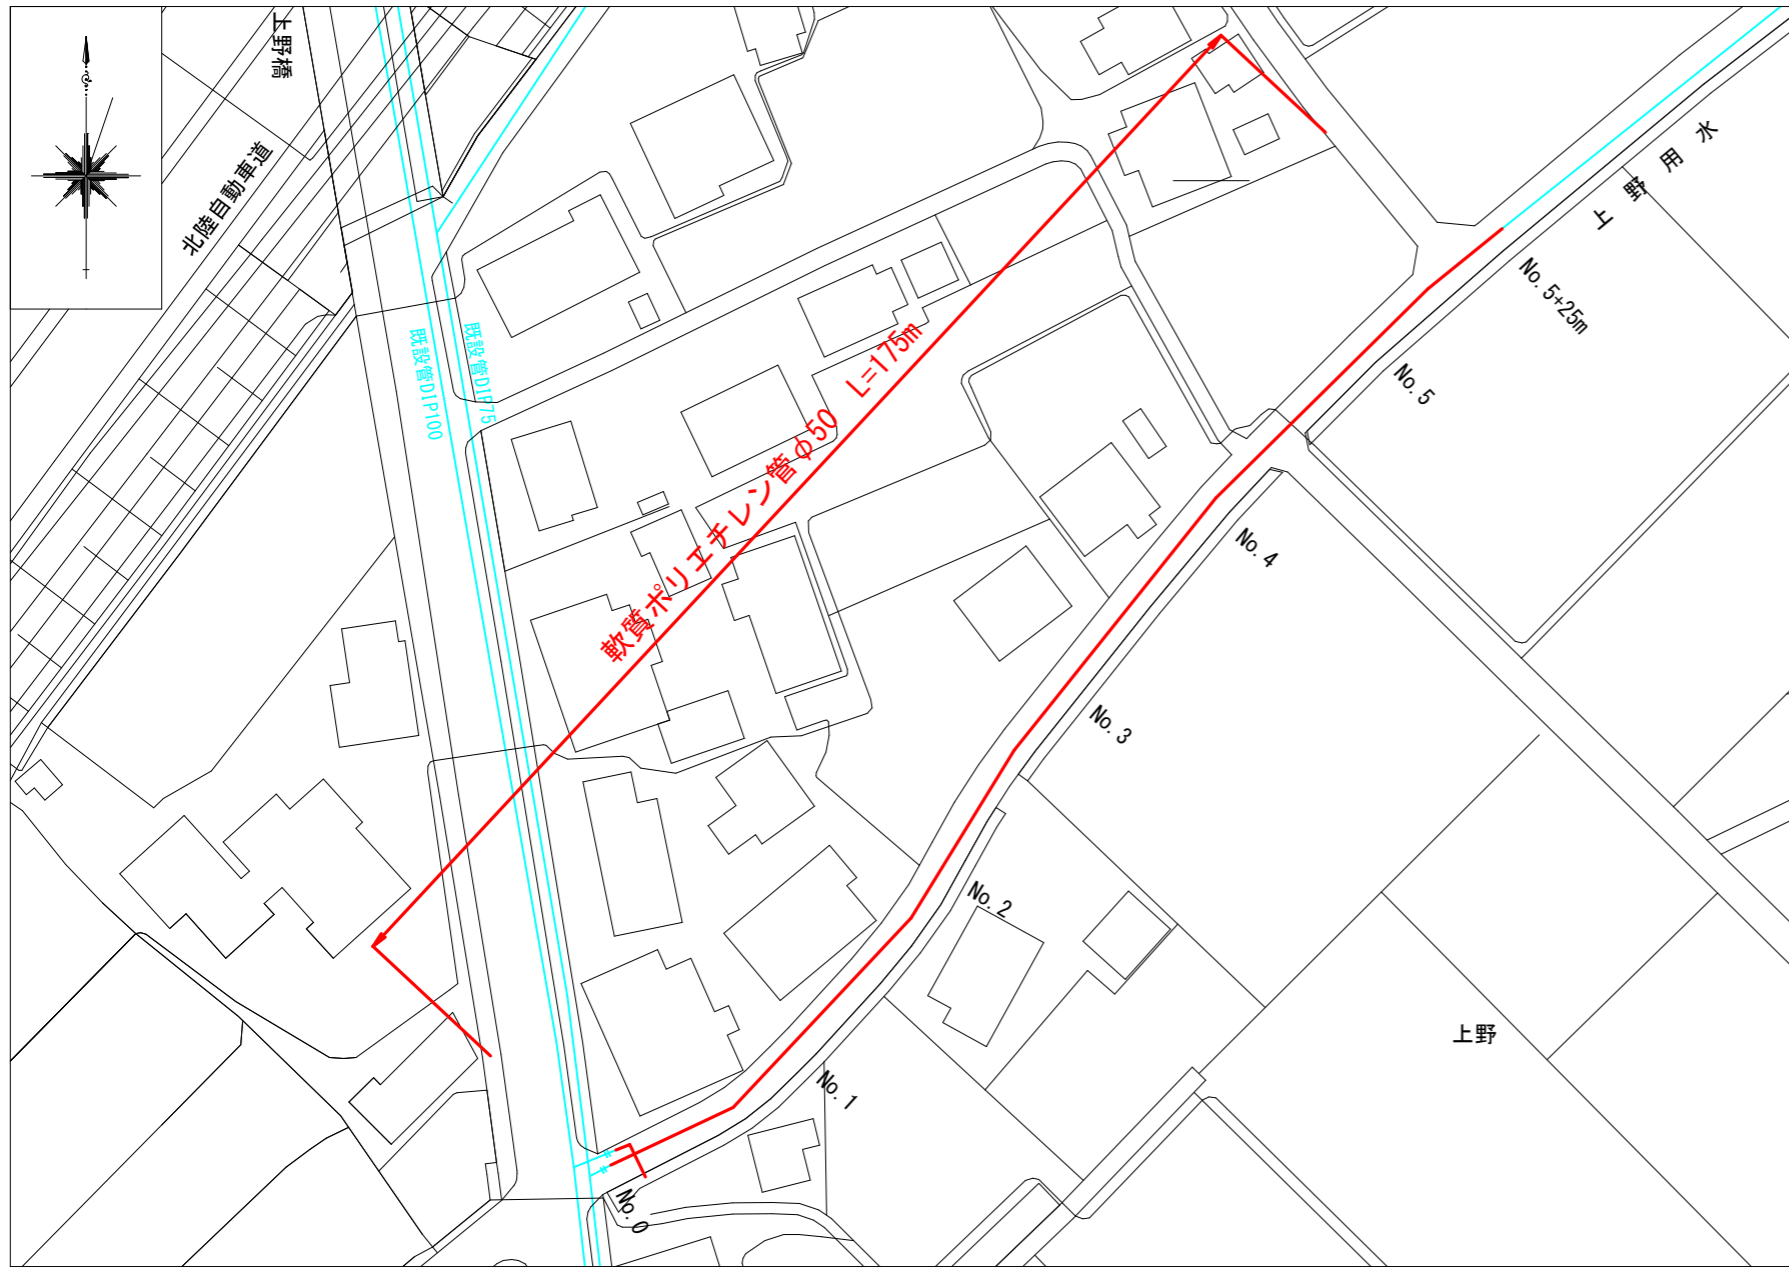 上野橋
北陸自動車道
既設管DIP100
既設管DIP75
軟質ポリエチレン管φ50 L=175m
上野用水
No.5+25m
No.5
No.4
No.3
No.2
No.1
No.0
上野